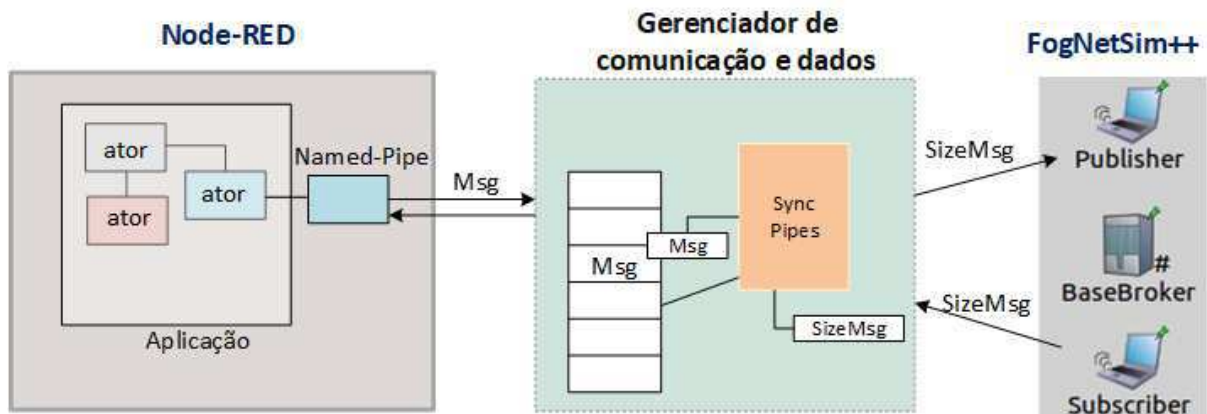 Node-RED
Gerenciador de
comunicação e dados
FogNetSim++
ator
ator
ator
Named-Pipe
Aplicação
Msg
Msg
Msg
Sync
Pipes
SizeMsg
SizeMsg
SizeMsg
Publisher
#
BaseBroker
Subscriber